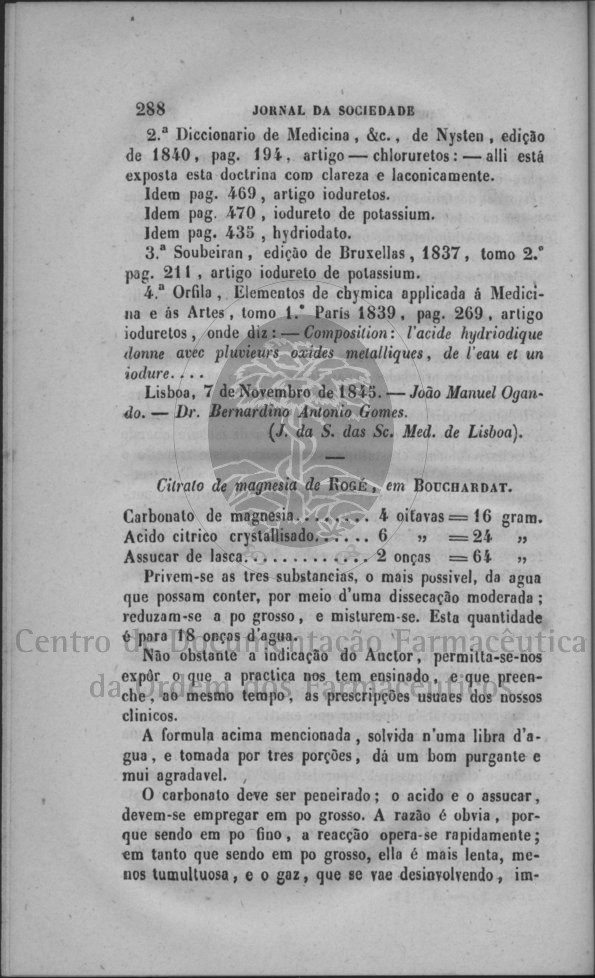 288 JORNAL DA SOCIEDADE
2.ª Diccionario de Medicina, &c., de Nysten, edição
de 1840, pag. 194, artigo — chloruretos: — alli está
exposta esta doctrina com clareza e laconicamente.
Idem pag. 469, artigo ioduretos.
Idem pag. 470, iodureto de potassium.
Idem pag. 435, hydriodato.
3.ª Soubeiran, edição de Bruxellas, 1837, tomo 2.º
pag. 211, artigo iodureto de potassium.
4.ª Orfila, Elementos de chymica applicada á Medici-
na e ás Artes, tomo 1.º Paris 1839, pag. 269, artigo
ioduretos, onde diz: — Composition: l'acide hydriodique
donne avec pluvieurs oxides metalliques, de l'eau et un
iodure....
Lisboa, 7 de Novembro de 1845. — João Manuel Ogan-
do. — Dr. Bernardino Antonio Gomes.
(J. da S. das Sc. Med. de Lisboa).
Citrato de magnesia de ROGÉ, em BOUCHARDAT.
Carbonato de magnesia........ 4 oitavas = 16 gram.
Acido citrico crystallisado...... 6 „ = 24 „
Assucar de lasca............. 2 onças = 64 „
Privem-se as tres substancias, o mais possivel, da agua
que possam conter, por meio d'uma dissecação moderada;
reduzam-se a po grosso, e misturem-se. Esta quantidade
é para 18 onças d'agua.
Centro de Documentação Farmacêutica
Não obstante a indicação do Auctor, permitta-se-nos
expôr o que a practica nos tem ensinado, e que preen-
da Ordem dos Farmacêuticos
che, ao mesmo tempo, as prescripções usuaes dos nossos
clinicos.
A formula acima mencionada, solvida n'uma libra d'a-
gua, e tomada por tres porções, dá um bom purgante e
mui agradavel.
O carbonato deve ser peneirado; o acido e o assucar,
devem-se empregar em po grosso. A razão é obvia, por-
que sendo em po fino, a reacção opera-se rapidamente;
em tanto que sendo em po grosso, ella é mais lenta, me-
nos tumultuosa, e o gaz, que se vae desinvolvendo, im-